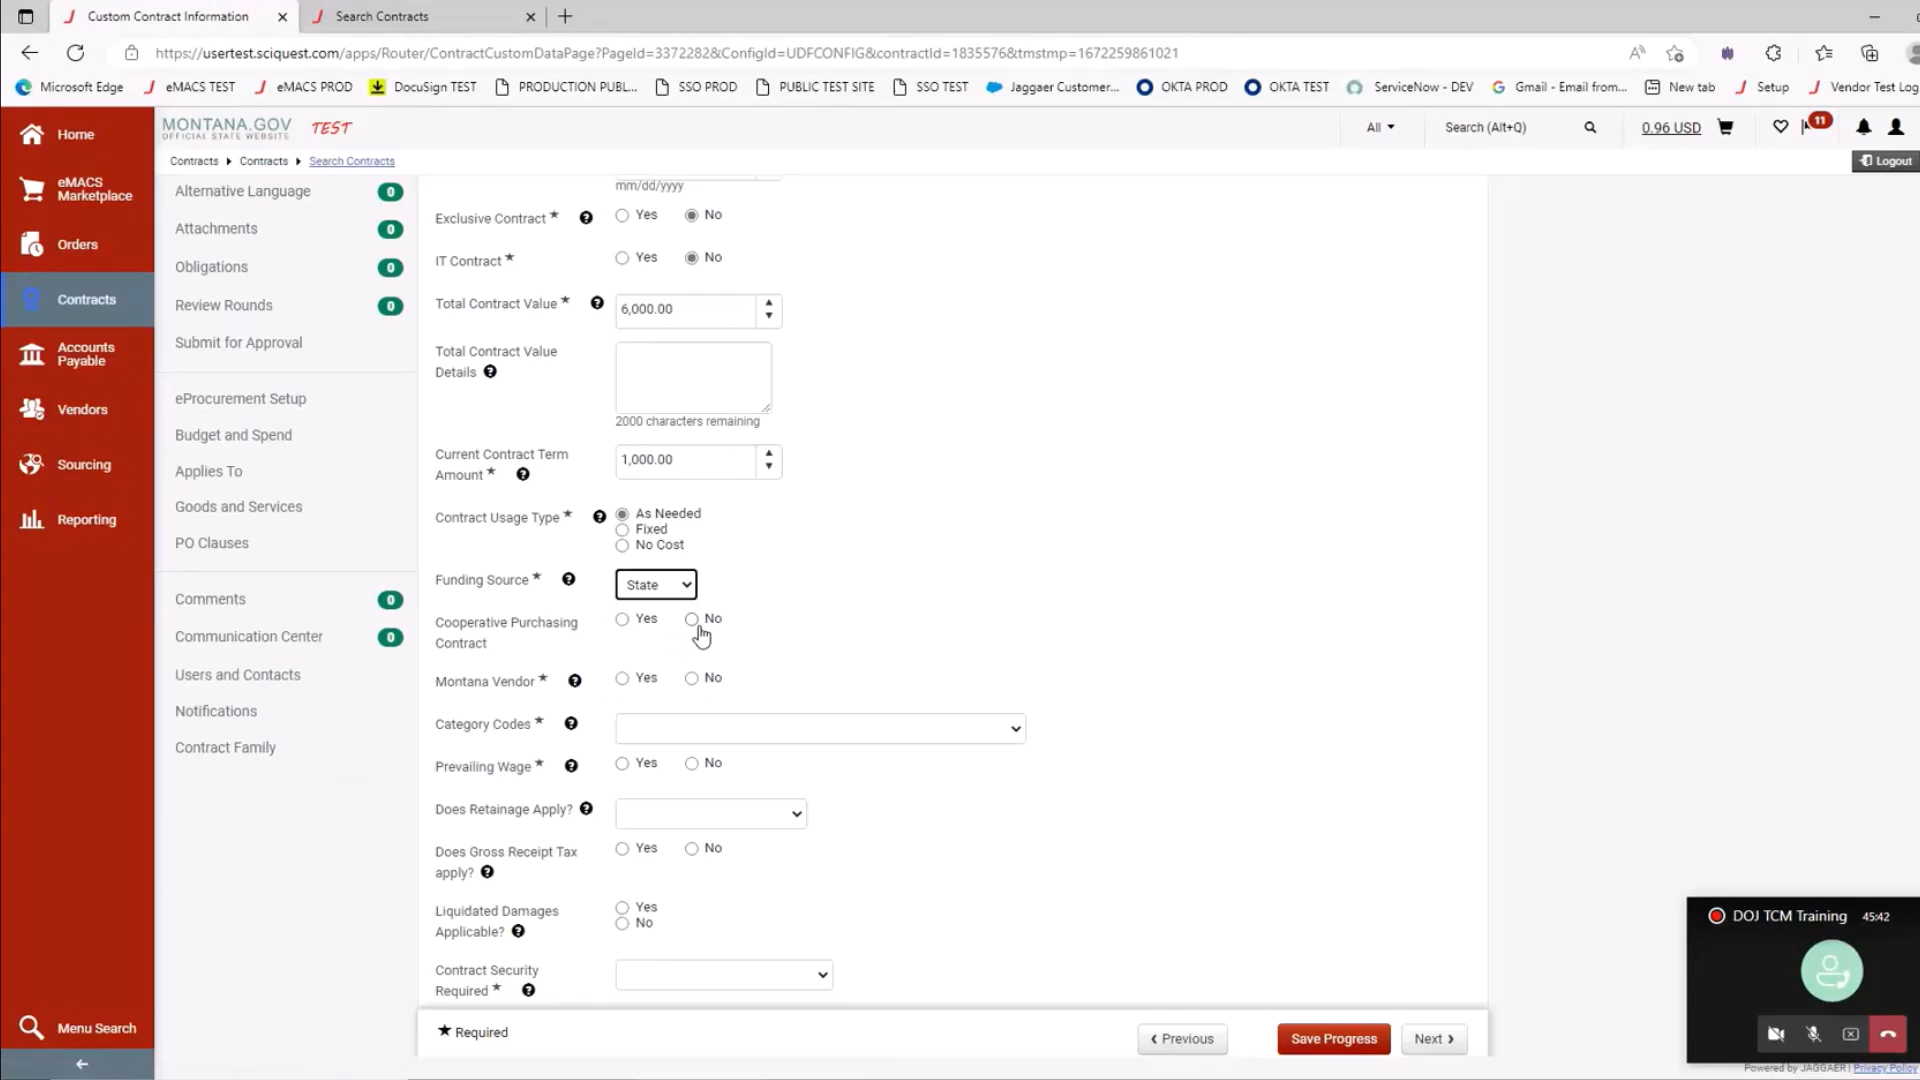 Custom Contract Information
Search Contracts
https://usertest.sciquest.com/apps/Router/ContractCustomDataPage?PageId=3372282&ConfigId=UDFCONFIG&contractId=1835576&tmstmp=1672259861021
Microsoft Edge eMACS TEST eMACS PROD DocuSign TEST PRODUCTION PUBL... SSO PROD PUBLIC TEST SITE SSO TEST Jaggaer Customer... OKTA PROD OKTA TEST ServiceNow - DEV Gmail - Email from... New tab Setup Vendor Test Log
Home
eMACS
Marketplace
Orders
Contracts
Accounts
Payable
Vendors
Sourcing
Reporting
Menu Search
MONTANA.GOV
OFFICIAL STATE WEBSITE
TEST
All
Search (Alt+Q)
0.96 USD
11
Contracts Contracts Search Contracts
Logout
Alternative Language 0
Attachments 0
Obligations 0
Review Rounds 0
Submit for Approval
eProcurement Setup
Budget and Spend
Applies To
Goods and Services
PO Clauses
Comments 0
Communication Center 0
Users and Contacts
Notifications
Contract Family
mm/dd/yyyy
Exclusive Contract ★ ? Yes No
IT Contract ★ Yes No
Total Contract Value ★ ? 6,000.00
Total Contract Value
Details ?
2000 characters remaining
Current Contract Term
Amount ★ ? 1,000.00
Contract Usage Type ★ ? As Needed
Fixed
No Cost
Funding Source ★ ? State
Cooperative Purchasing
Contract Yes No
Montana Vendor ★ ? Yes No
Category Codes ★ ?
Prevailing Wage ★ ? Yes No
Does Retainage Apply? ?
Does Gross Receipt Tax
apply? ? Yes No
Liquidated Damages
Applicable? ? Yes
No
Contract Security
Required ★ ?
★ Required
Previous
Save Progress
Next
DOJ TCM Training 45:42
Powered by JAGGAER | Privacy Policy